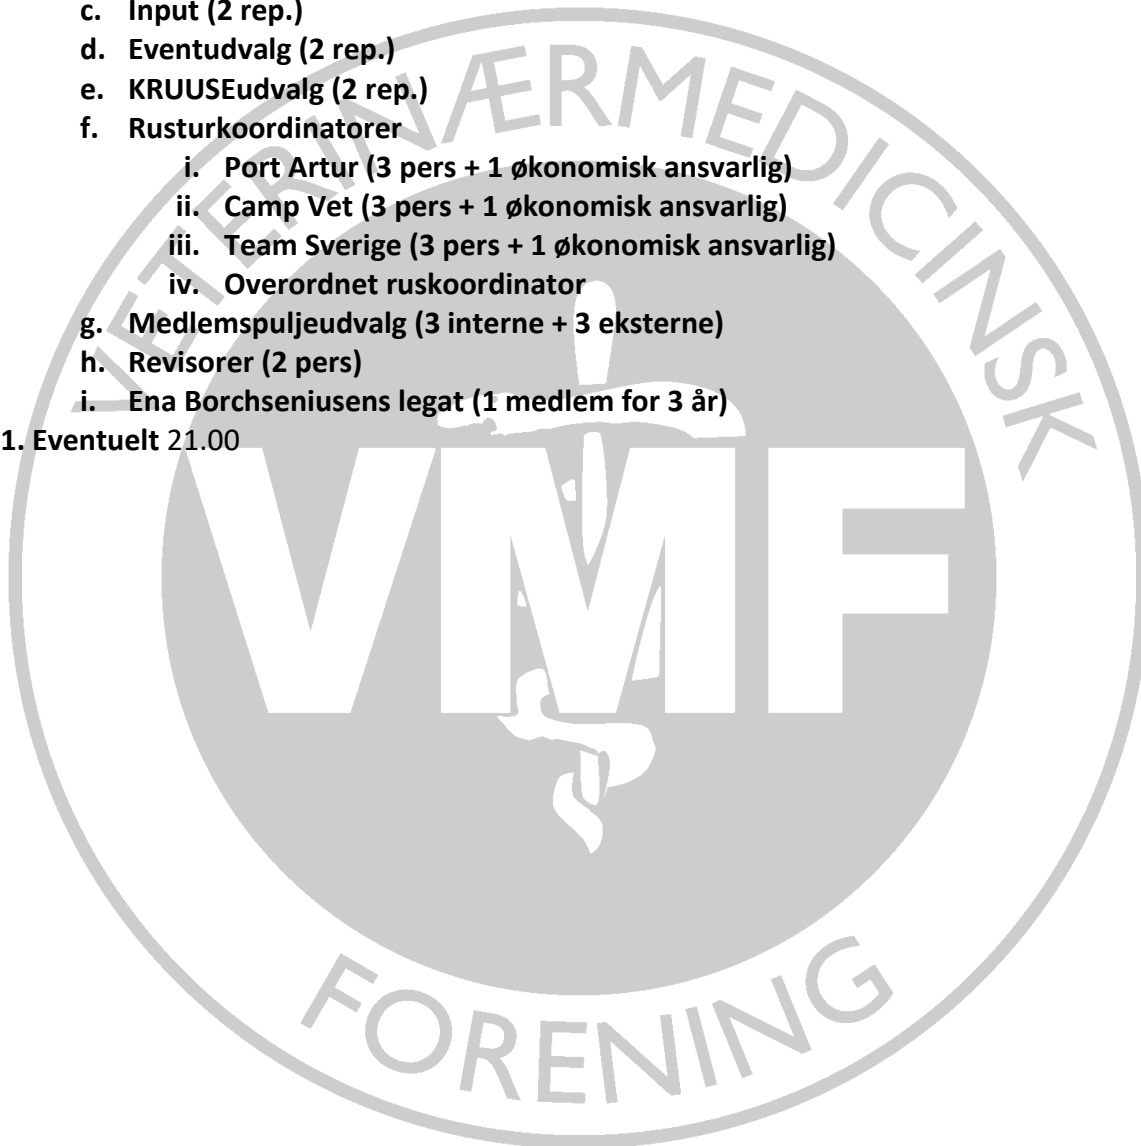 c. Input (2 rep.)
d. Eventudvalg (2 rep.)
e. KRUUSEudvalg (2 rep.)
f. Rusturkoordinatorer
i. Port Artur (3 pers + 1 økonomisk ansvarlig)
ii. Camp Vet (3 pers + 1 økonomisk ansvarlig)
iii. Team Sverige (3 pers + 1 økonomisk ansvarlig)
iv. Overordnet ruskoordinator
g. Medlemspuljeudvalg (3 interne + 3 eksterne)
h. Revisorer (2 pers)
i. Ena Borchseniusens legat (1 medlem for 3 år)
1. Eventuelt 21.00
VETERINÆRMEDICINSK
VMF
FORENING